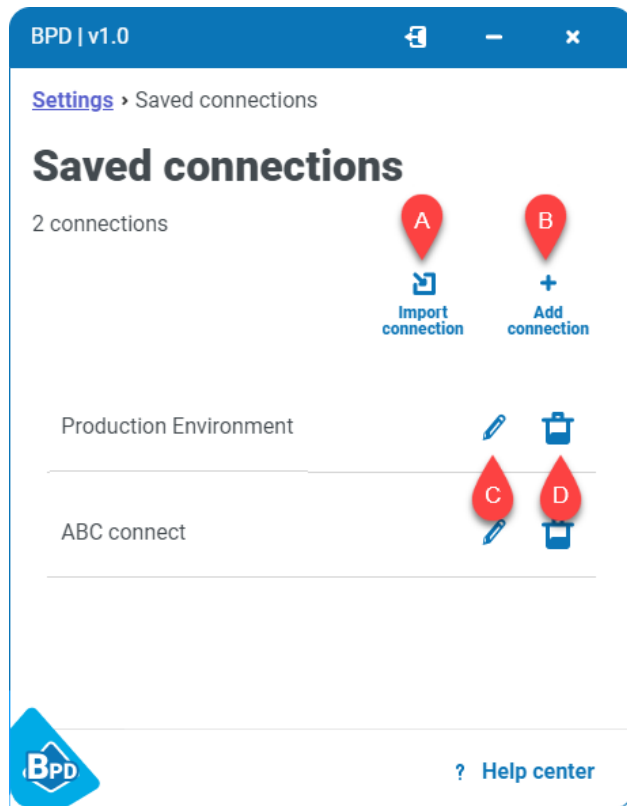 BPD | v1.0
Settings › Saved connections
Saved connections
2 connections
A
B
Import
connection
Add
connection
Production Environment
C
D
ABC connect
BPD
? Help center